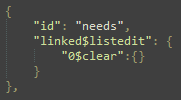 {
"id": "needs",
"linked$listedit": {
"0$clear":{}
}
},